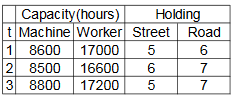 Capacity(hours) Holding
t Machine Worker Street Road
1 8600 17000 5 6
2 8500 16600 6 7
3 8800 17200 5 7